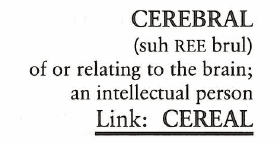 CEREBRAL
(suh REE brul)
of or relating to the brain;
an intellectual person
Link: CEREAL